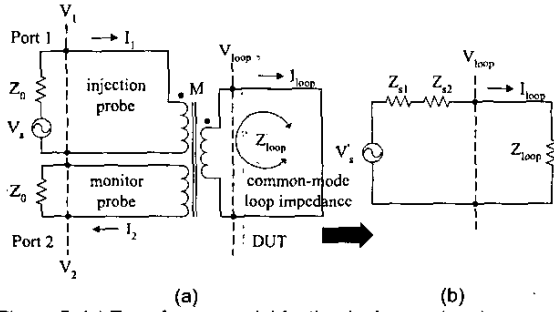 V1
Port 1
I1
Z0
injection probe
M
Vs
Z0
monitor probe
Port 2
I2
V2
Vloop
Iloop
Zloop
common-mode loop impedance
DUT
(a)
Vloop
Zs1
Zs2
Iloop
V's
Zloop
(b)